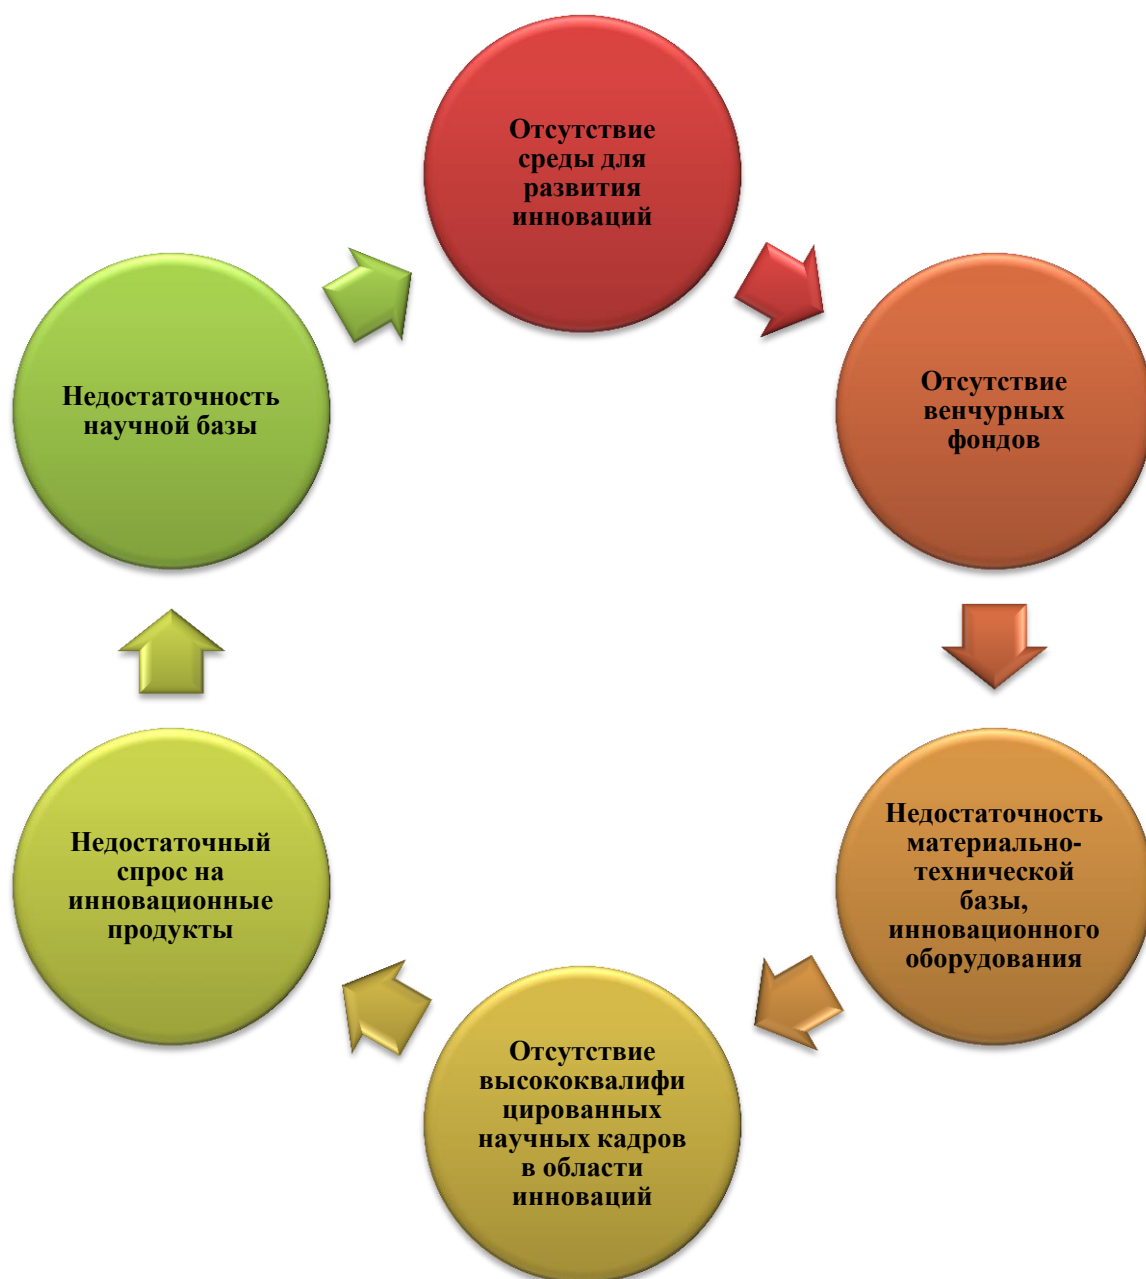 Отсутствие
среды для
развития
инноваций
Отсутствие
венчурных
фондов
Недостаточность
материально-
технической
базы,
инновационного
оборудования
Отсутствие
высококвалифи
цированных
научных кадров
в области
инноваций
Недостаточный
спрос на
инновационные
продукты
Недостаточность
научной базы